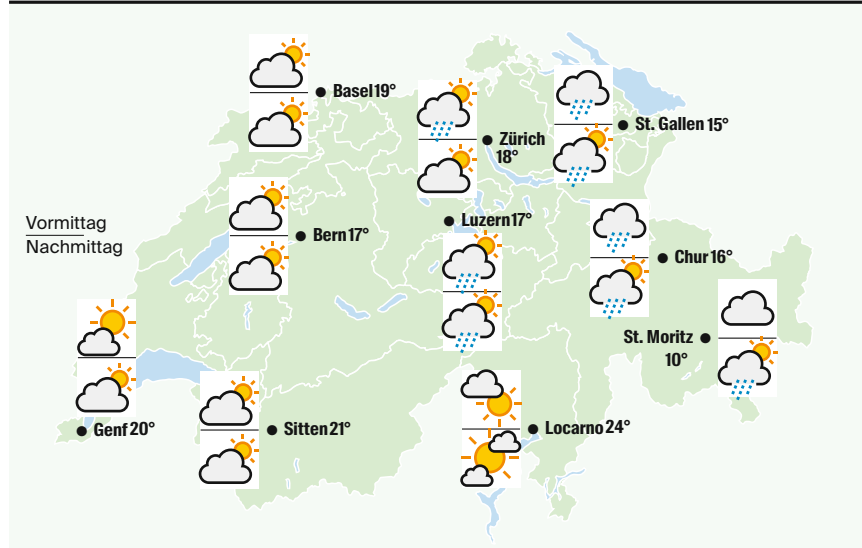 Basel 19°
Zürich
18°
St. Gallen 15°
Vormittag
Nachmittag
Bern 17°
Luzern 17°
Chur 16°
St. Moritz
10°
Genf 20°
Sitten 21°
Locarno 24°